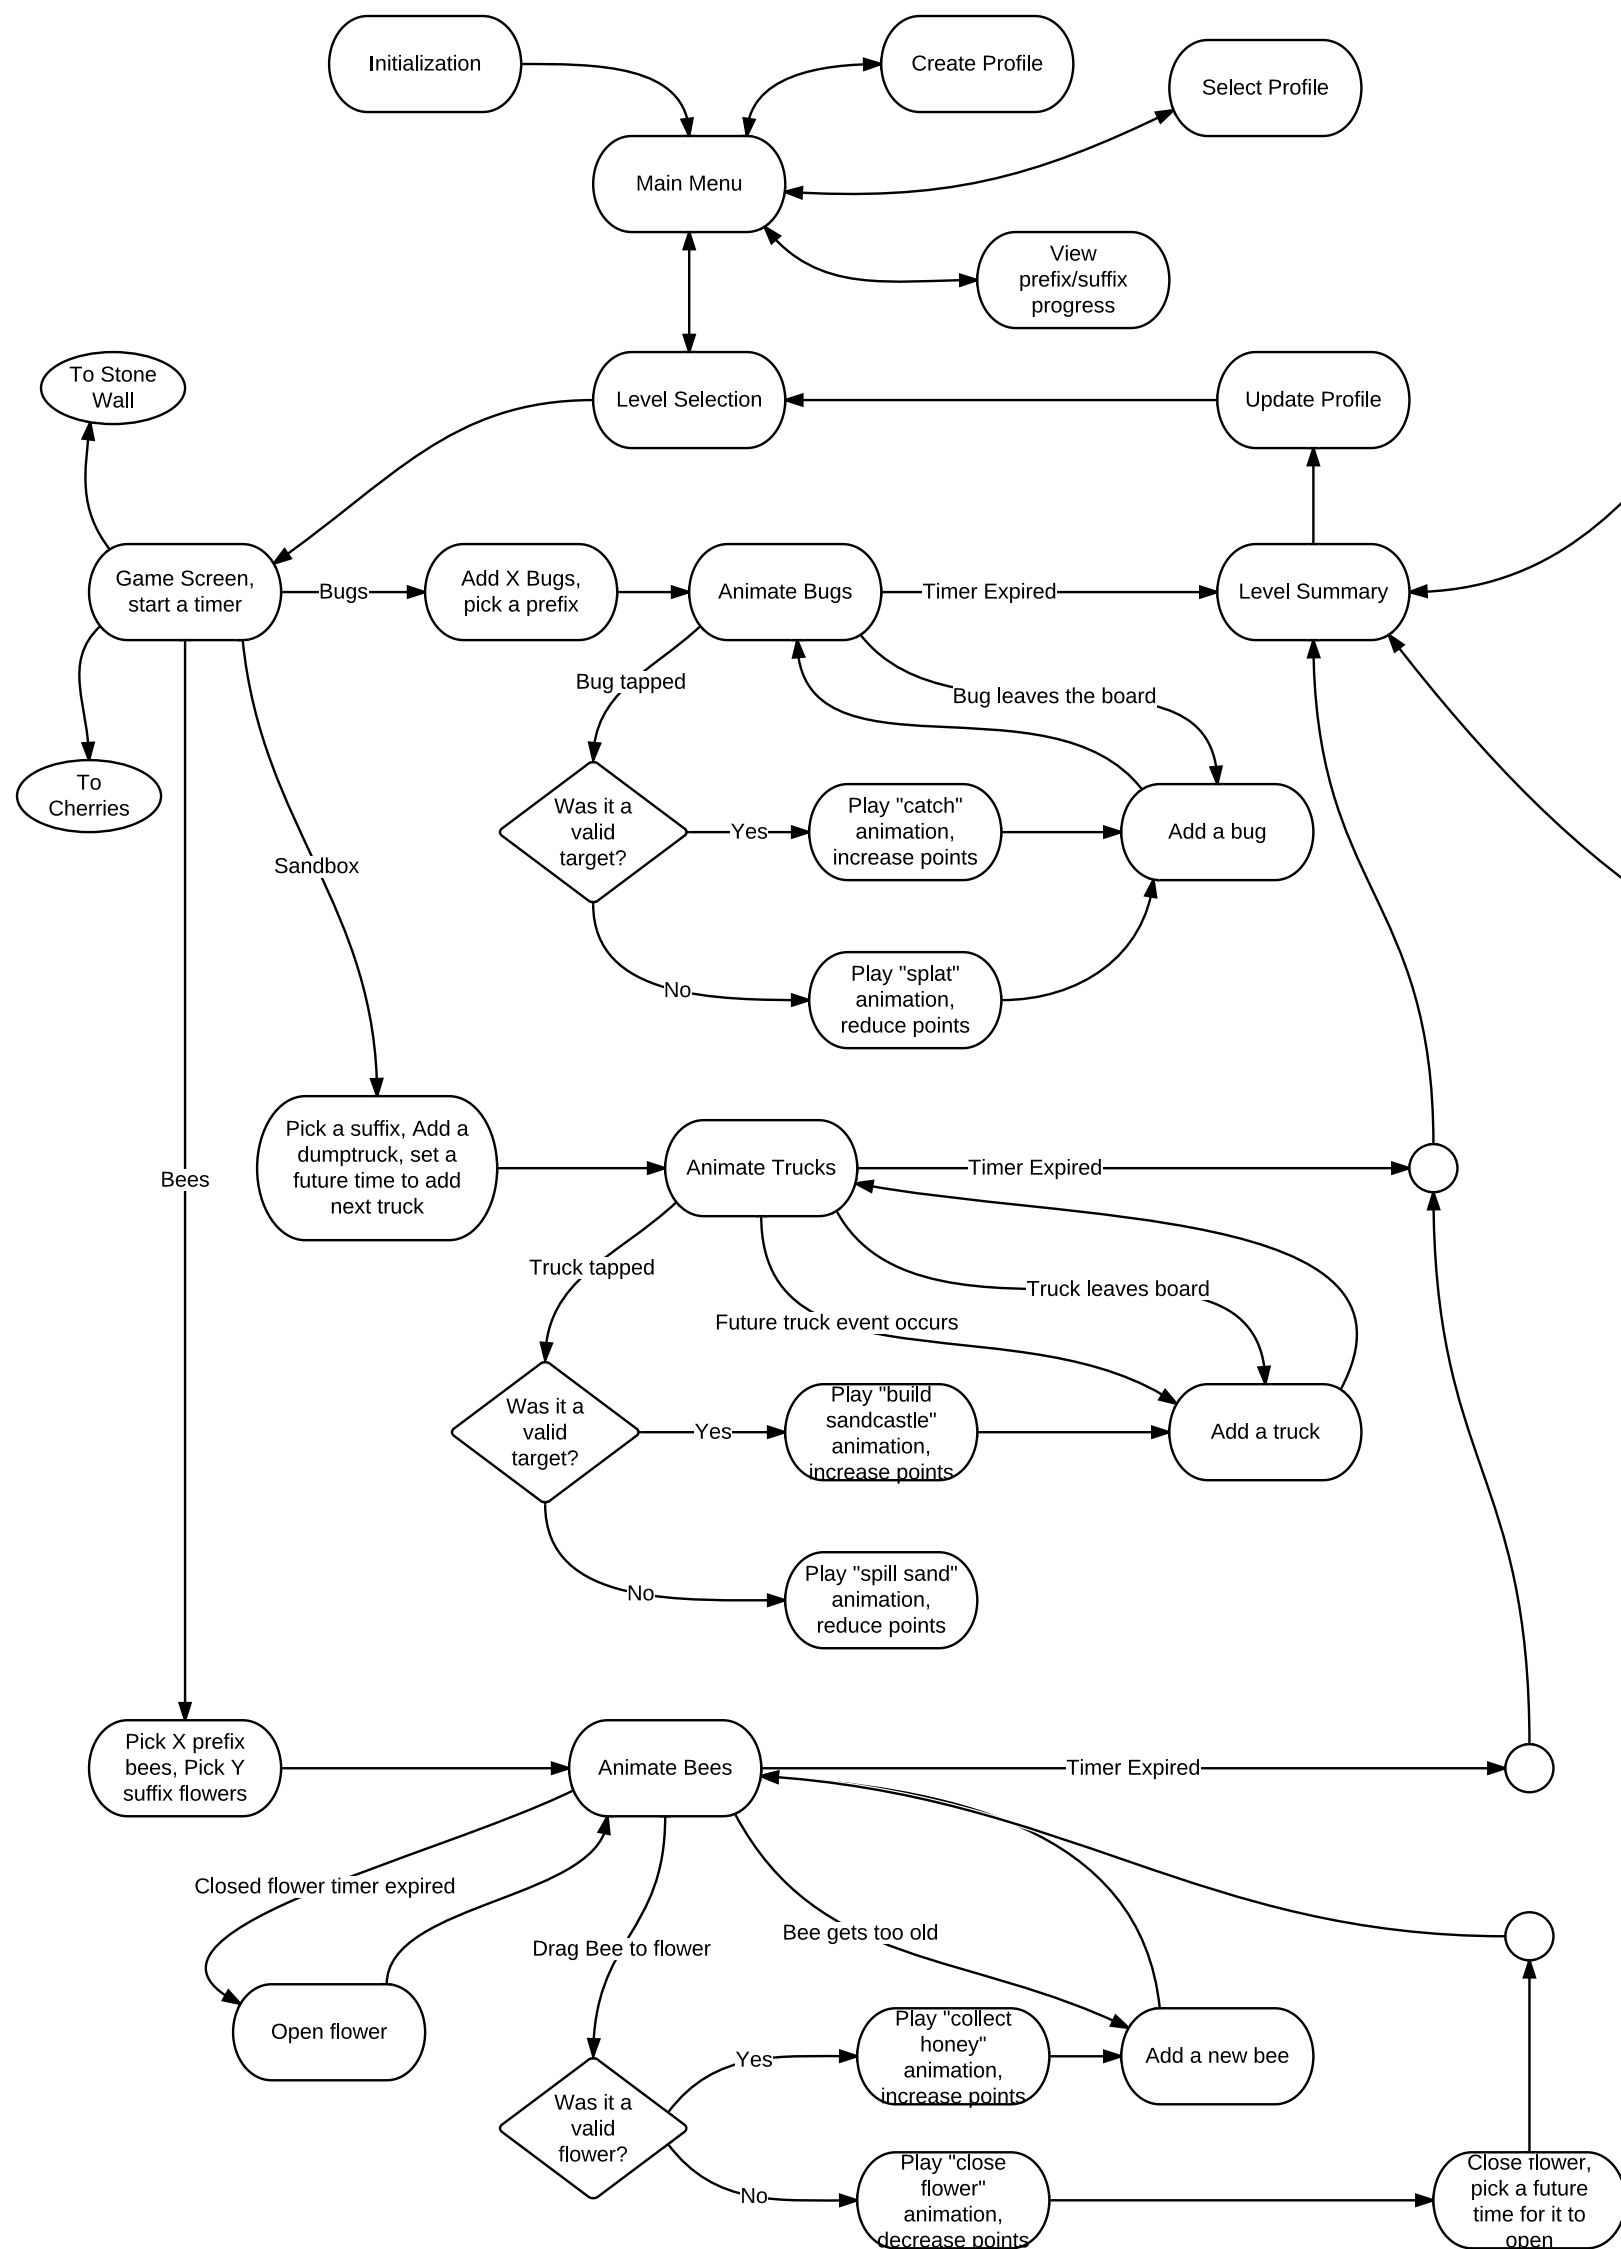 Initialization
Create Profile
Select Profile
Main Menu
View
prefix/suffix
progress
To Stone
Wall
Level Selection
Update Profile
Game Screen,
start a timer
Bugs
Add X Bugs,
pick a prefix
Animate Bugs
Timer Expired
Level Summary
Bug tapped
Bug leaves the board
To
Cherries
Was it a
valid
target?
Yes
Play "catch"
animation,
increase points
Add a bug
Sandbox
No
Play "splat"
animation,
reduce points
Pick a suffix, Add a
dumptruck, set a
future time to add
next truck
Animate Trucks
Timer Expired
Bees
Truck tapped
Truck leaves board
Future truck event occurs
Was it a
valid
target?
Yes
Play "build
sandcastle"
animation,
increase points
Add a truck
No
Play "spill sand"
animation,
reduce points
Pick X prefix
bees, Pick Y
suffix flowers
Animate Bees
Timer Expired
Closed flower timer expired
Drag Bee to flower
Bee gets too old
Open flower
Was it a
valid
flower?
Yes
Play "collect
honey"
animation,
increase points
Add a new bee
No
Play "close
flower"
animation,
decrease points
Close flower,
pick a future
time for it to
open